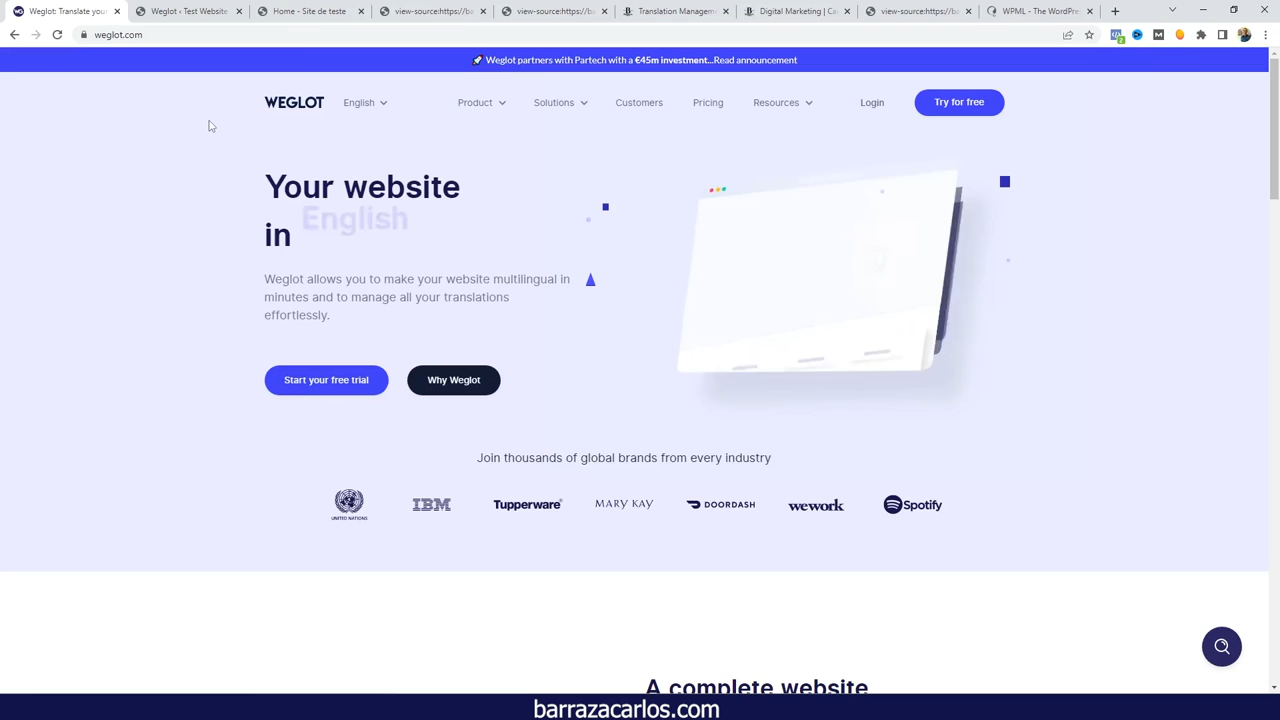 Weglot: Translate your
Weglot ‹ Test Website
Home - Site de teste
view-source:https://ba
view-source:https://ba
Translation Managemen
Digital Marketing | Ca
view-source:https://ba
WPML - The WordPres
weglot.com
Weglot partners with Partech with a €45m investment...Read announcement
WEGLOT English Product Solutions Customers Pricing Resources Login Try for free
Your website
in English
Weglot allows you to make your website multilingual in
minutes and to manage all your translations
effortlessly.
Start your free trial Why Weglot
Join thousands of global brands from every industry
UNITED NATIONS IBM Tupperware® MARY KAY DOORDASH wework Spotify
A complete website
barrazacarlos.com